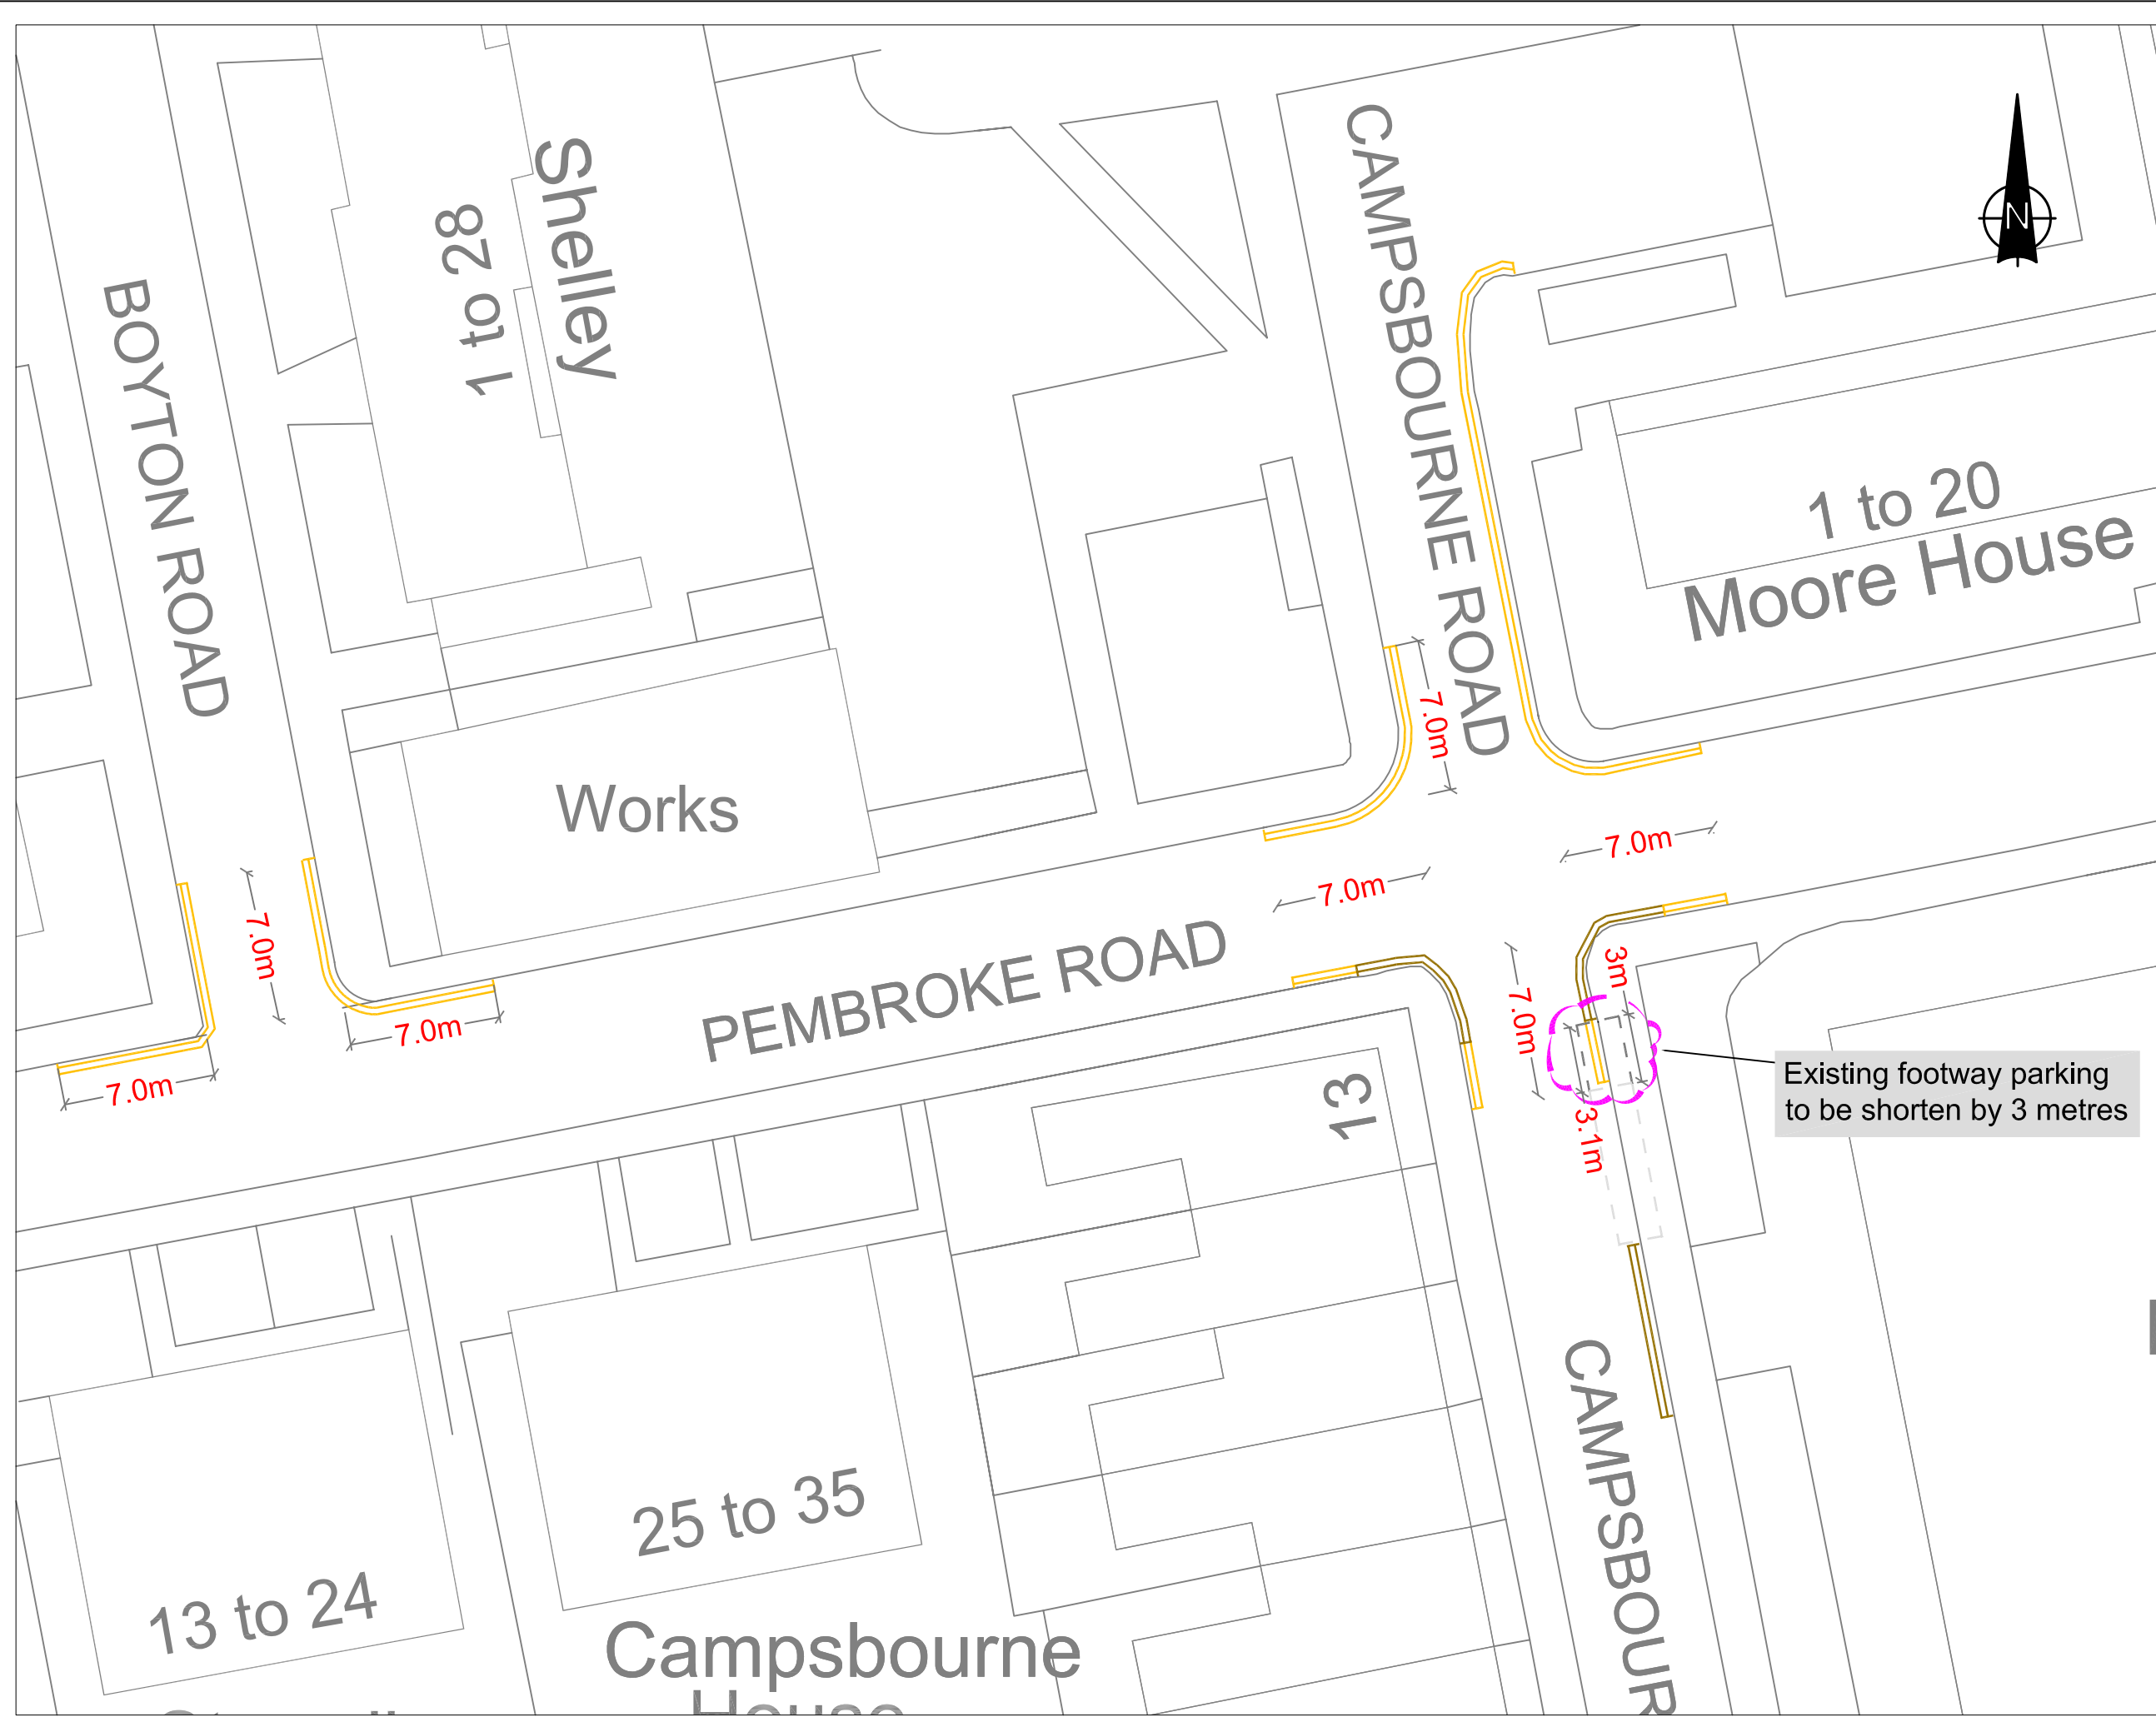 CAMPSBOURNE ROAD
Shelley
1 to 28
N
BOYTON ROAD
1 to 20
Moore House
7.0m
Works
7.0m
7.0m
7.0m
7.0m
7.0m
7.0m
PEMBROKE ROAD
3m
Existing footway parking
to be shorten by 3 metres
13
3.1m
CAMPSBOUR
25 to 35
13 to 24
Campsbourne
House